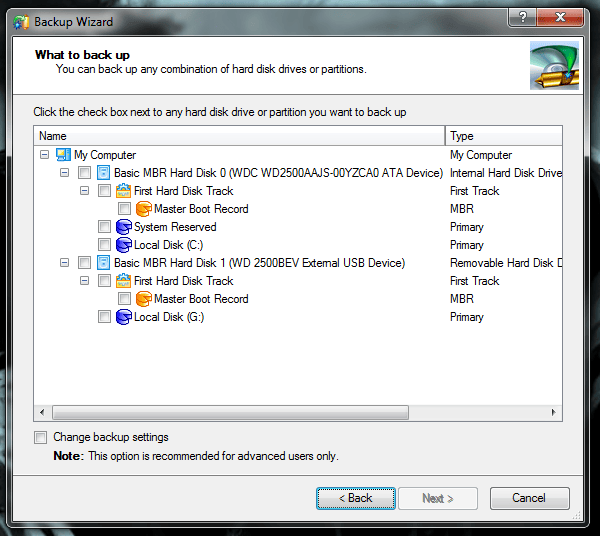 Backup Wizard
?
What to back up
You can back up any combination of hard disk drives or partitions.
Click the check box next to any hard disk drive or partition you want to back up
Name Type
My Computer My Computer
Basic MBR Hard Disk 0 (WDC WD2500AAJS-00YZCA0 ATA Device) Internal Hard Disk Drive
First Hard Disk Track First Track
Master Boot Record MBR
System Reserved Primary
Local Disk (C:) Primary
Basic MBR Hard Disk 1 (WD 2500BEV External USB Device) Removable Hard Disk D
First Hard Disk Track First Track
Master Boot Record MBR
Local Disk (G:) Primary
Change backup settings
Note: This option is recommended for advanced users only.
< Back Next > Cancel